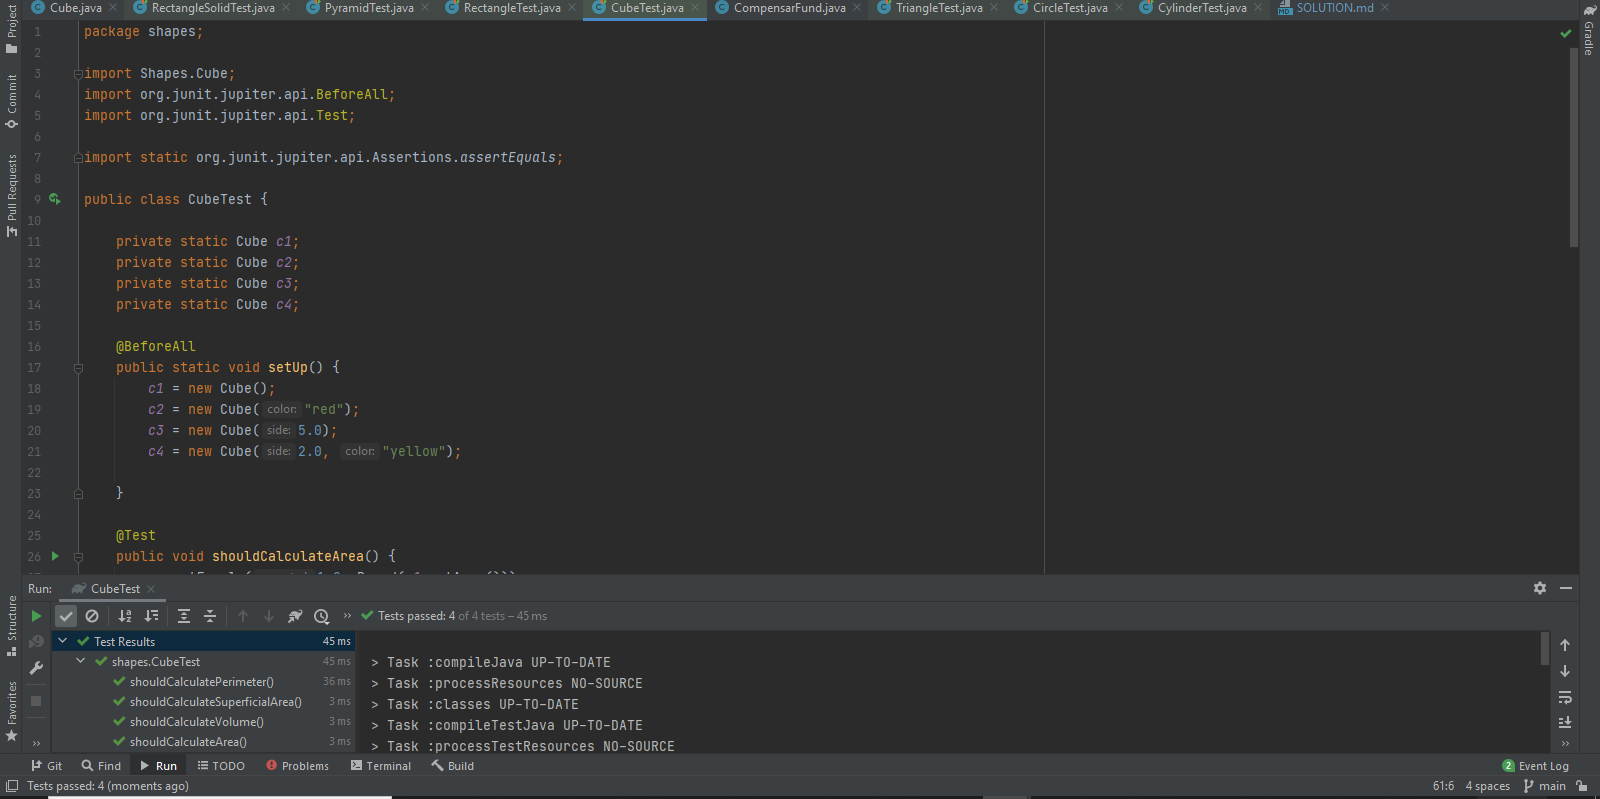 Cube.java RectangleSolidTest.java PyramidTest.java RectangleTest.java CubeTest.java CompensarFund.java TriangleTest.java CircleTest.java CylinderTest.java SOLUTION.md
Project
Commit
Pull Requests
Structure
Favorites
Gradle
1 package shapes;
2
3 import Shapes.Cube;
4 import org.junit.jupiter.api.BeforeAll;
5 import org.junit.jupiter.api.Test;
6
7 import static org.junit.jupiter.api.Assertions.assertEquals;
8
9 public class CubeTest {
10
11 private static Cube c1;
12 private static Cube c2;
13 private static Cube c3;
14 private static Cube c4;
15
16 @BeforeAll
17 public static void setUp() {
18 c1 = new Cube();
19 c2 = new Cube( color: "red");
20 c3 = new Cube( side: 5.0);
21 c4 = new Cube( side: 2.0, color: "yellow");
22
23 }
24
25 @Test
26 public void shouldCalculateArea() {
Run: CubeTest
Tests passed: 4 of 4 tests – 45 ms
Test Results 45 ms
shapes.CubeTest 45 ms
shouldCalculatePerimeter() 36 ms
shouldCalculateSuperficialArea() 3 ms
shouldCalculateVolume() 3 ms
shouldCalculateArea() 3 ms
> Task :compileJava UP-TO-DATE
> Task :processResources NO-SOURCE
> Task :classes UP-TO-DATE
> Task :compileTestJava UP-TO-DATE
> Task :processTestResources NO-SOURCE
Git Find Run TODO Problems Terminal Build 2 Event Log
Tests passed: 4 (moments ago) 61:6 4 spaces main